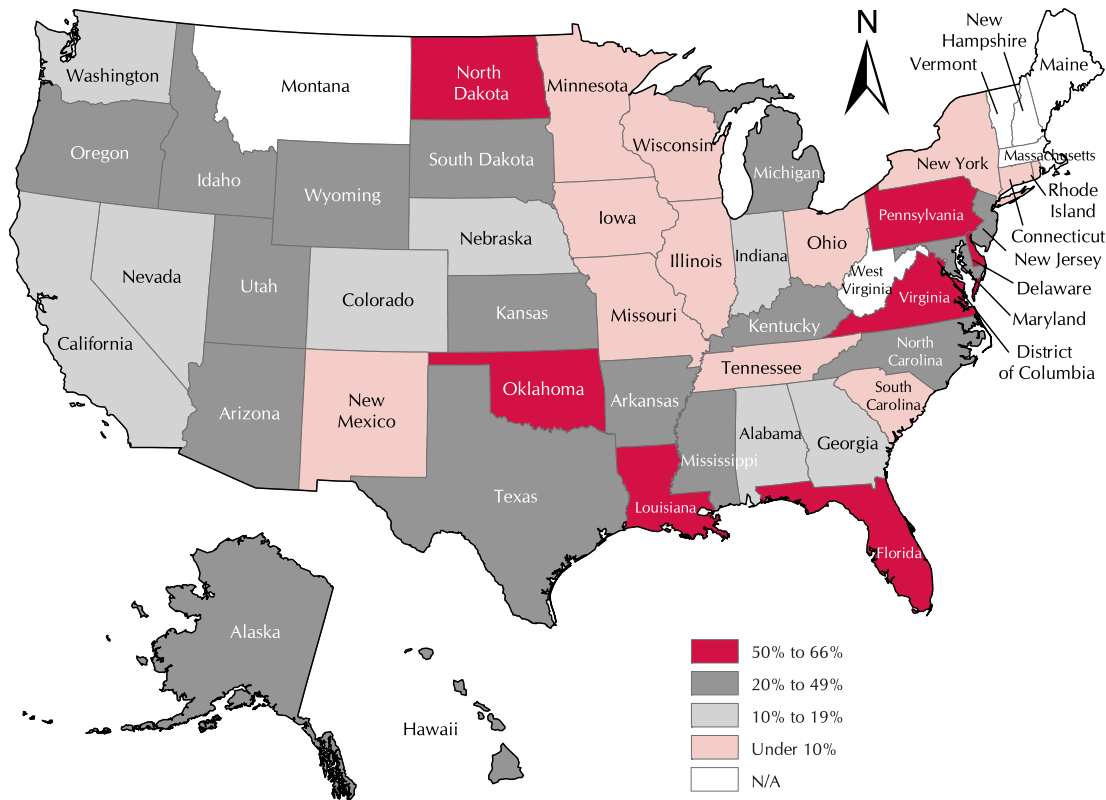 N
New
Hampshire
Vermont
Maine
Washington
Montana
North
Dakota
Minnesota
Oregon
Idaho
Wyoming
South Dakota
Wisconsin
Michigan
New York
Massachusetts
Rhode
Island
Connecticut
New Jersey
Delaware
Maryland
District
of Columbia
Pennsylvania
Nevada
Utah
Colorado
Nebraska
Iowa
Illinois
Indiana
Ohio
West
Virginia
Virginia
California
Kansas
Missouri
Kentucky
North
Carolina
Tennessee
South
Carolina
Arizona
New
Mexico
Oklahoma
Arkansas
Mississippi
Alabama
Georgia
Texas
Louisiana
Florida
Alaska
Hawaii
50% to 66%
20% to 49%
10% to 19%
Under 10%
N/A